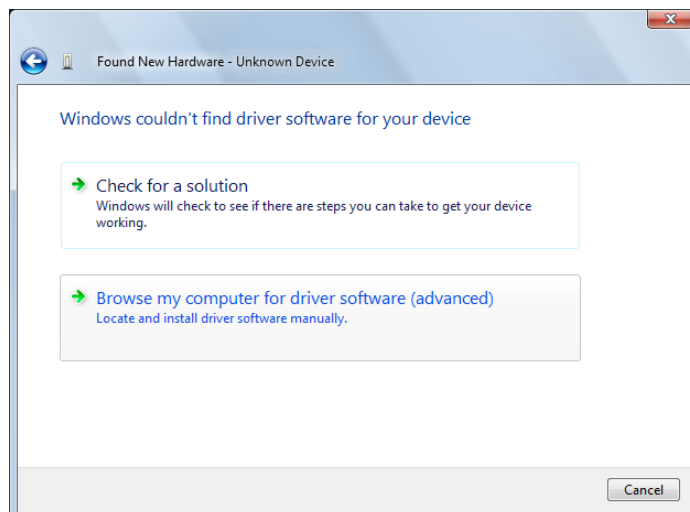 Found New Hardware - Unknown Device
Windows couldn't find driver software for your device
Check for a solution
Windows will check to see if there are steps you can take to get your device
working.
Browse my computer for driver software (advanced)
Locate and install driver software manually.
Cancel